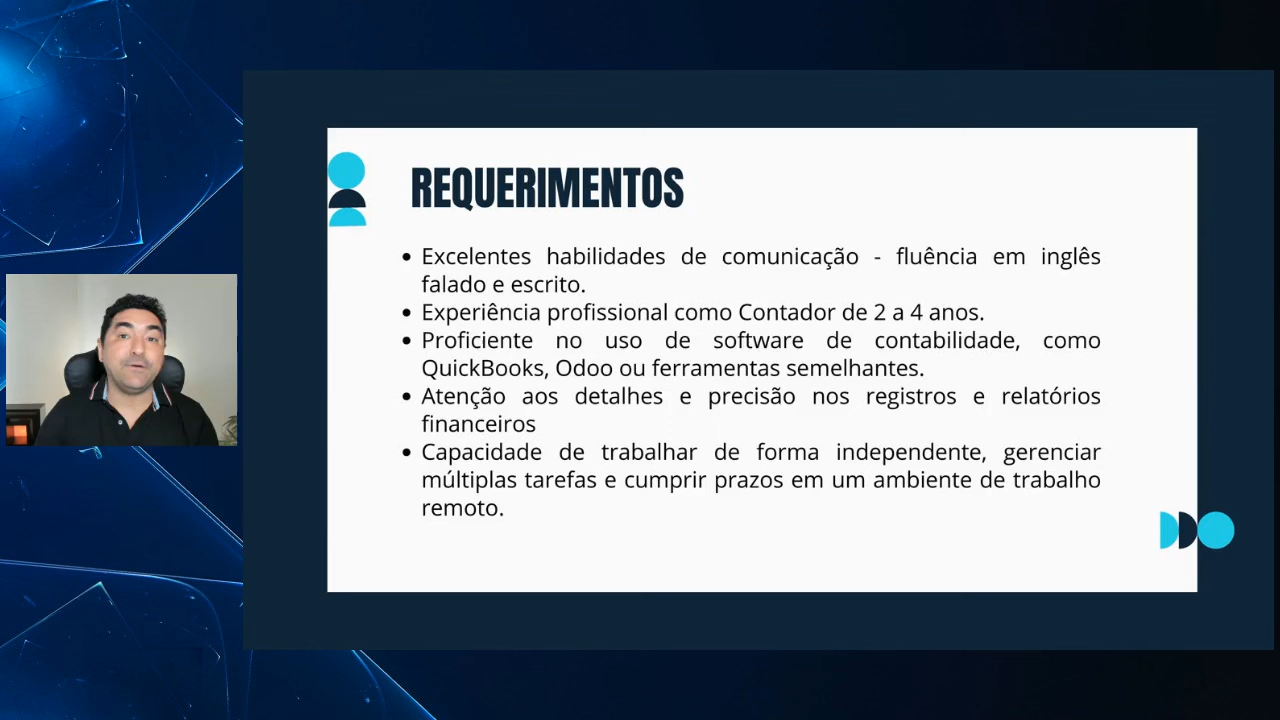 REQUERIMENTOS
Excelentes habilidades de comunicação - fluência em inglês
falado e escrito.
Experiência profissional como Contador de 2 a 4 anos.
Proficiente no uso de software de contabilidade, como
QuickBooks, Odoo ou ferramentas semelhantes.
Atenção aos detalhes e precisão nos registros e relatórios
financeiros
Capacidade de trabalhar de forma independente, gerenciar
múltiplas tarefas e cumprir prazos em um ambiente de trabalho
remoto.